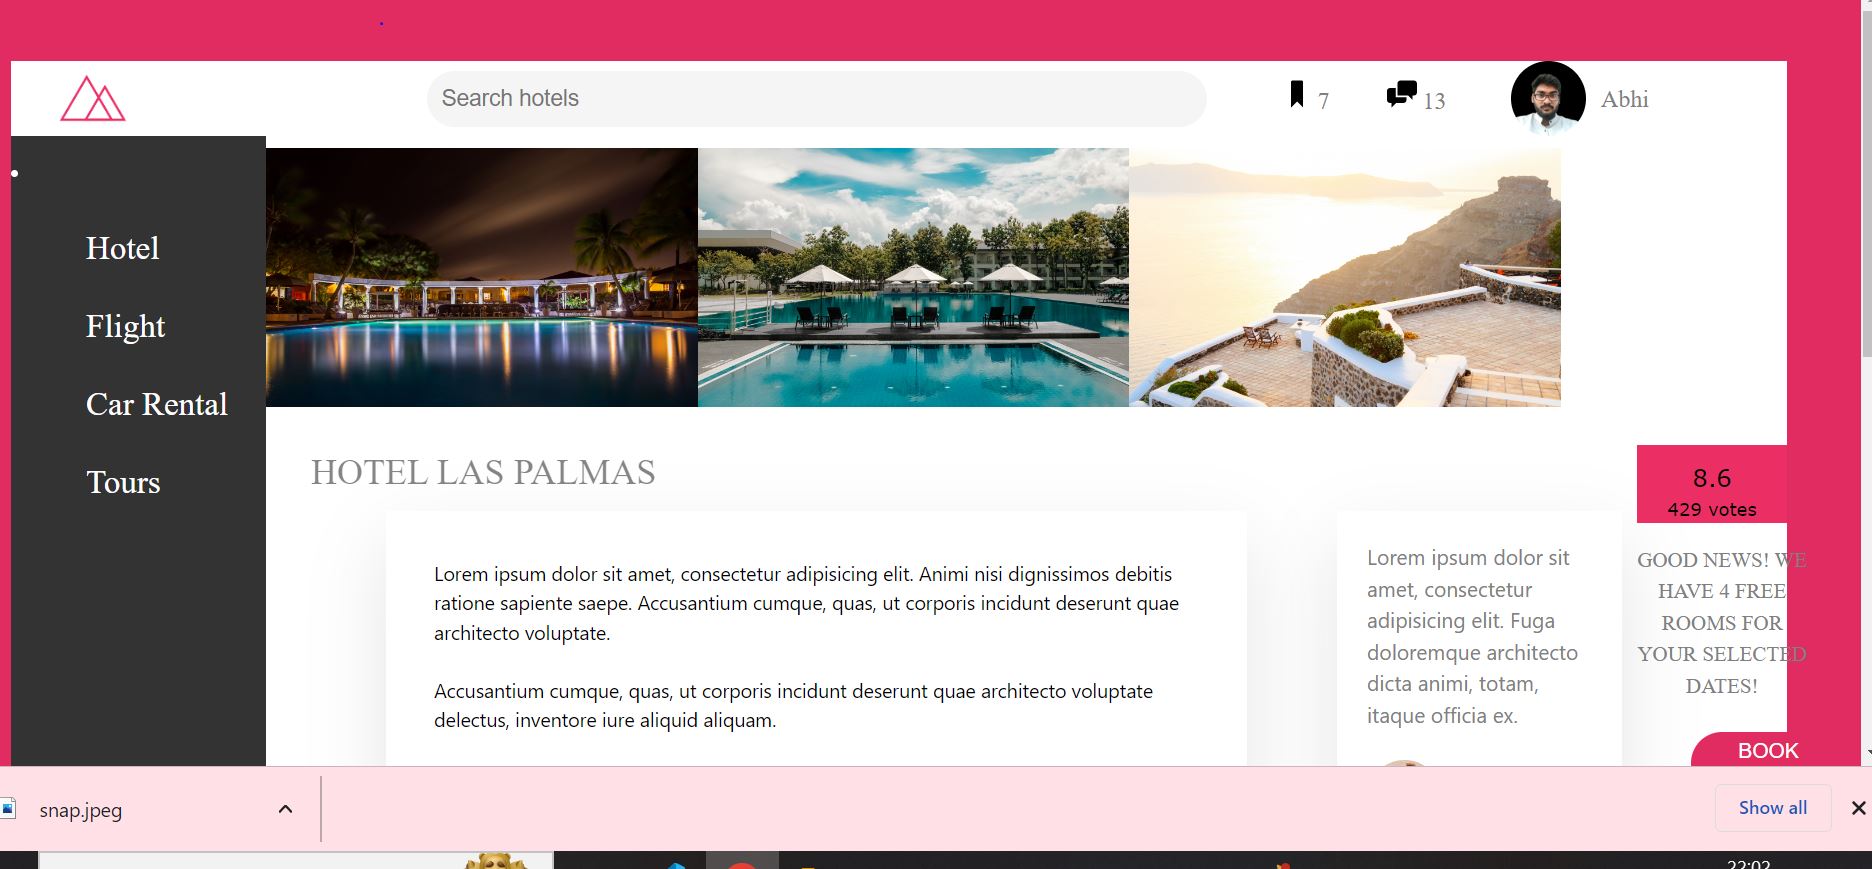 Search hotels
7
13
Abhi
Hotel
Flight
Car Rental
Tours
HOTEL LAS PALMAS
8.6
429 votes
Lorem ipsum dolor sit amet, consectetur adipisicing elit. Animi nisi dignissimos debitis
ratione sapiente saepe. Accusantium cumque, quas, ut corporis incidunt deserunt quae
architecto voluptate.
Accusantium cumque, quas, ut corporis incidunt deserunt quae architecto voluptate
delectus, inventore iure aliquid aliquam.
Lorem ipsum dolor sit
amet, consectetur
adipisicing elit. Fuga
doloremque architecto
dicta animi, totam,
itaque officia ex.
GOOD NEWS! WE
HAVE 4 FREE
ROOMS FOR
YOUR SELECTED
DATES!
BOOK
snap.jpeg
Show all
22:02